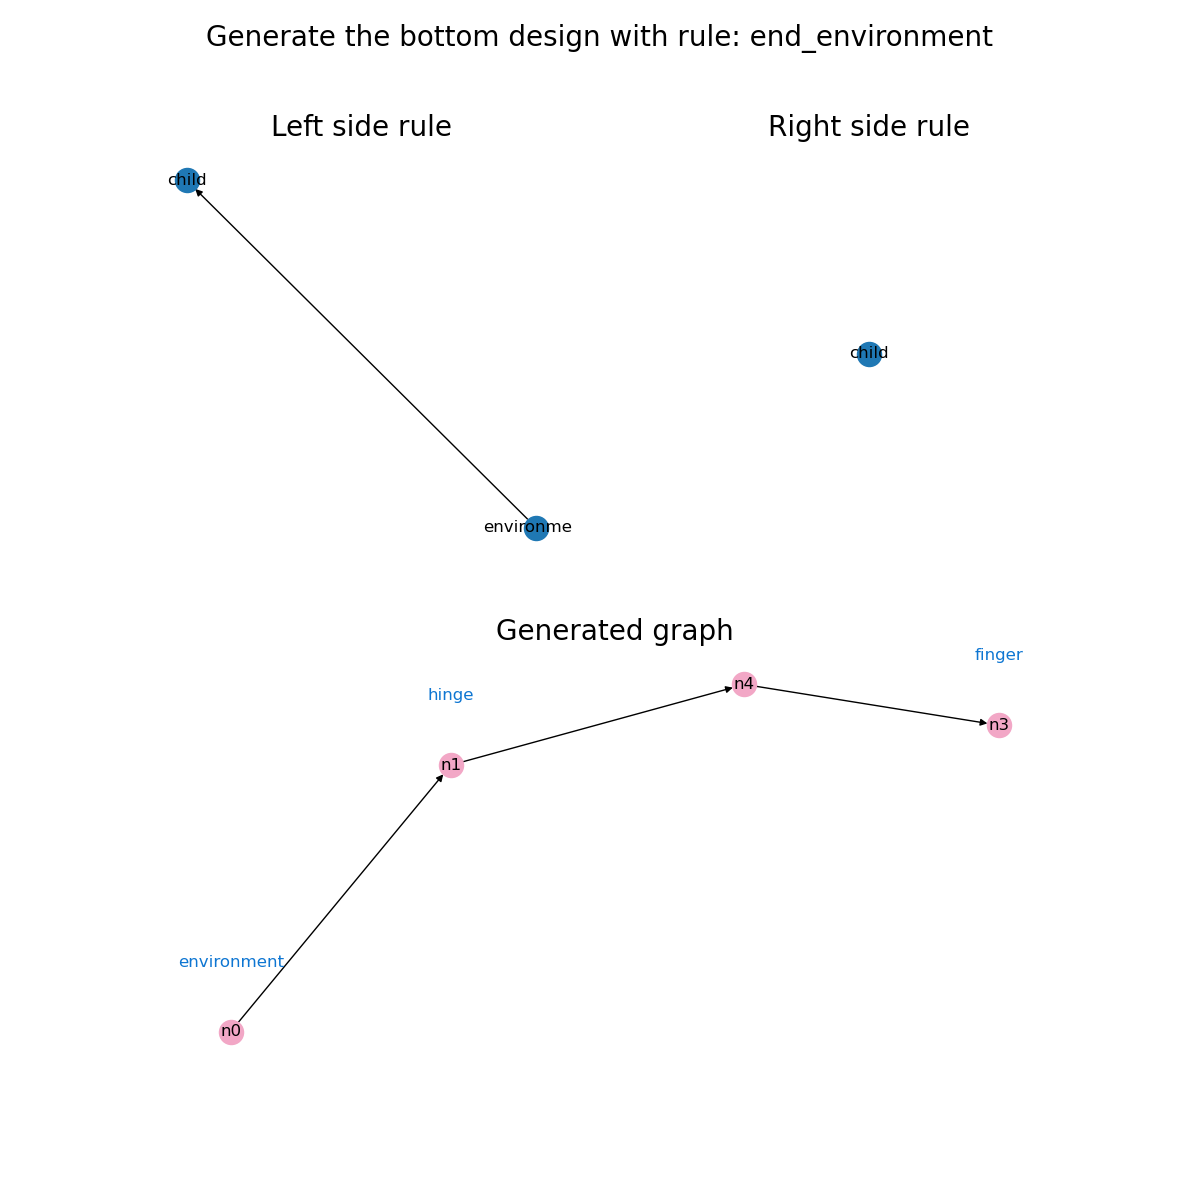 Generate the bottom design with rule: end_environment
Left side rule
Right side rule
child
child
environme
Generated graph
finger
hinge
n4
n3
n1
environment
n0